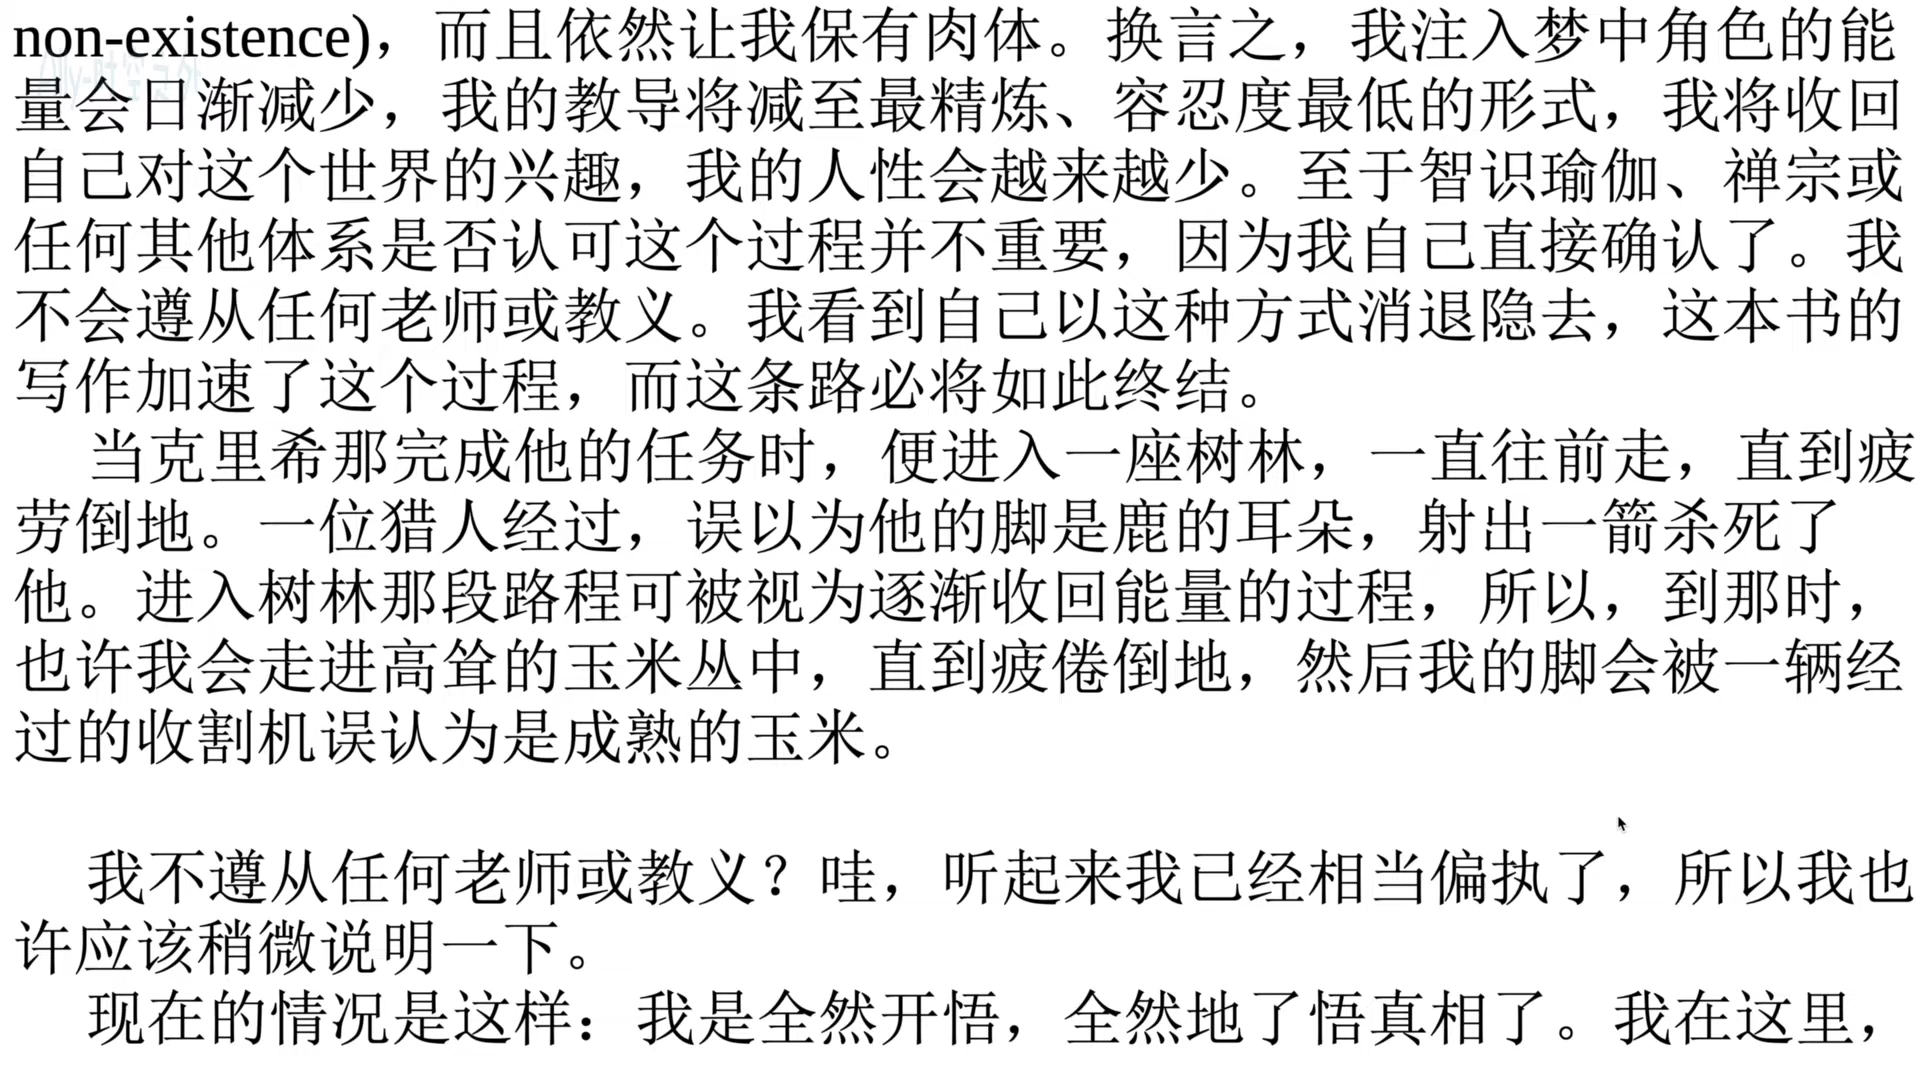 non-existence)，而且依然让我保有肉体。换言之，我注入梦中角色的能
量会日渐减少，我的教导将减至最精炼、容忍度最低的形式，我将收回
自己对这个世界的兴趣，我的人性会越来越少。至于智识瑜伽、禅宗或
任何其他体系是否认可这个过程并不重要，因为我自己直接确认了。我
不会遵从任何老师或教义。我看到自己以这种方式消退隐去，这本书的
写作加速了这个过程，而这条路必将如此终结。
当克里希那完成他的任务时，便进入一座树林，一直往前走，直到疲
劳倒地。一位猎人经过，误以为他的脚是鹿的耳朵，射出一箭杀死了
他。进入树林那段路程可被视为逐渐收回能量的过程，所以，到那时，
也许我会走进高耸的玉米丛中，直到疲倦倒地，然后我的脚会被一辆经
过的收割机误认为是成熟的玉米。
我不遵从任何老师或教义？哇，听起来我已经相当偏执了，所以我也
许应该稍微说明一下。
现在的情况是这样：我是全然开悟，全然地了悟真相了。我在这里，